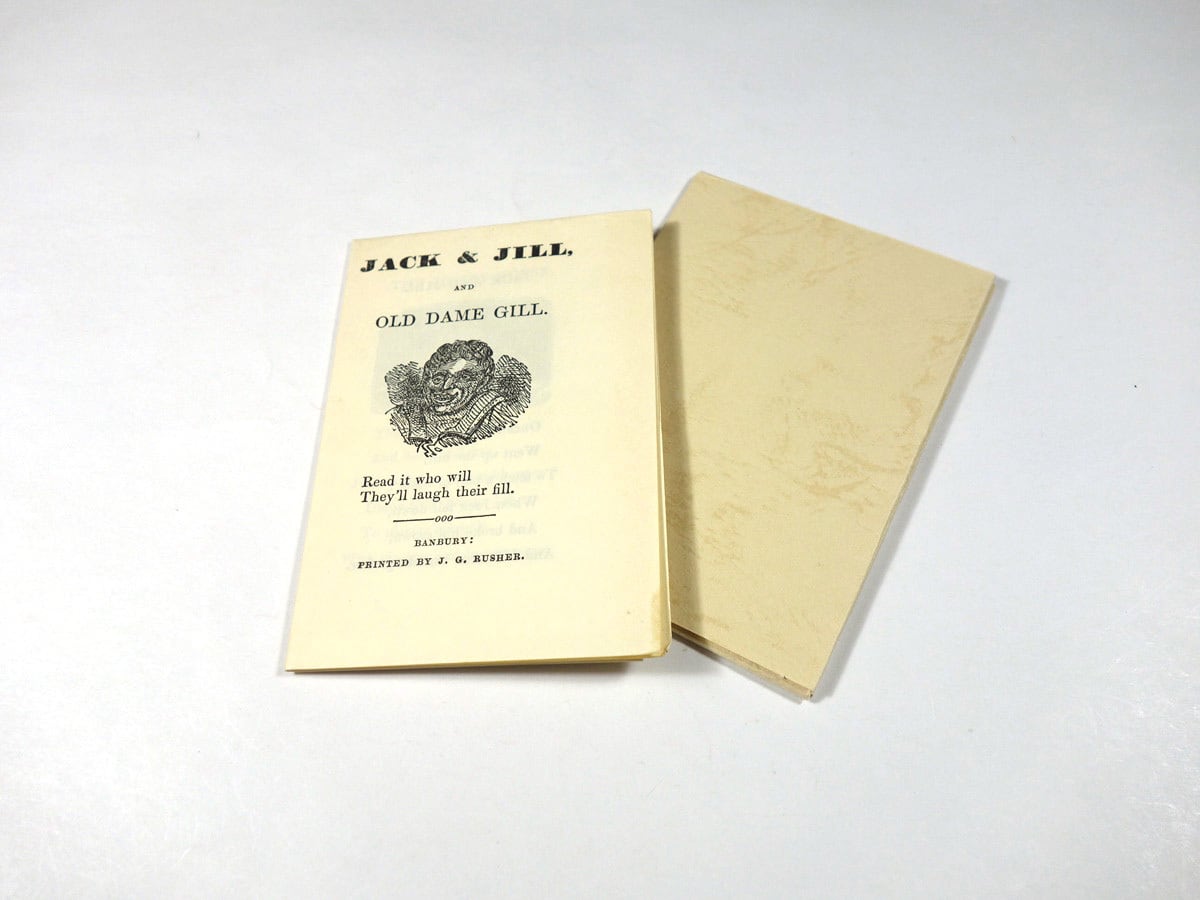 JACK & JILL,
AND
OLD DAME GILL.
Read it who will
They'll laugh their fill.
ooo
BANBURY:
PRINTED BY J. G. RUSHER.